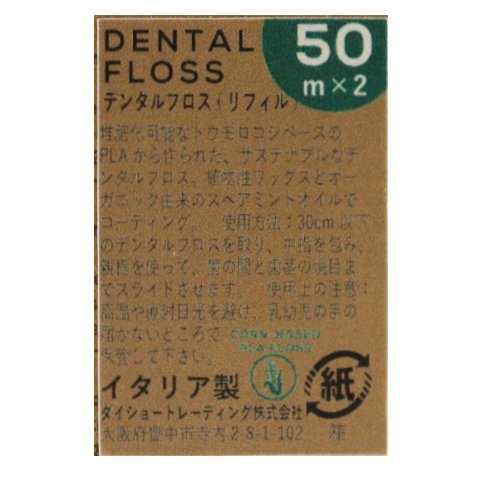 DENTAL
FLOSS
50
m×2
デンタルフロス(リフィル)
堆肥化可能なトウモロコシベースの
PLAから作られた、サステナブルなデ
ンタルフロス。植物性ワックスとオー
ガニック由来のスペアミントオイルで
コーティング。 使用方法:30cm以下
のデンタルフロスを取り、中指を包み、
親指を使って、歯の間と歯茎の境目ま
でスライドさせます。 使用上の注意:
高温や直射日光を避け、乳幼児の手の
届かないところで
保管して下さい。
CORN BASED
PLA FLOSS
イタリア製
紙
ダイショートレーディング株式会社
大阪府豊中市寺内2-8-1-102
箱